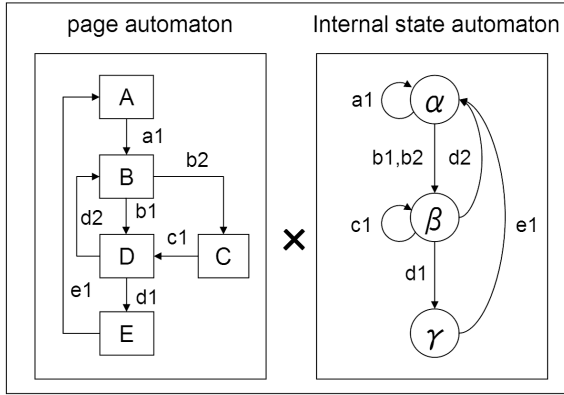 page automaton
A
a1
B
b2
d2
b1
D
c1
C
e1
d1
E
×
Internal state automaton
a1
α
b1,b2
d2
c1
β
e1
d1
γ